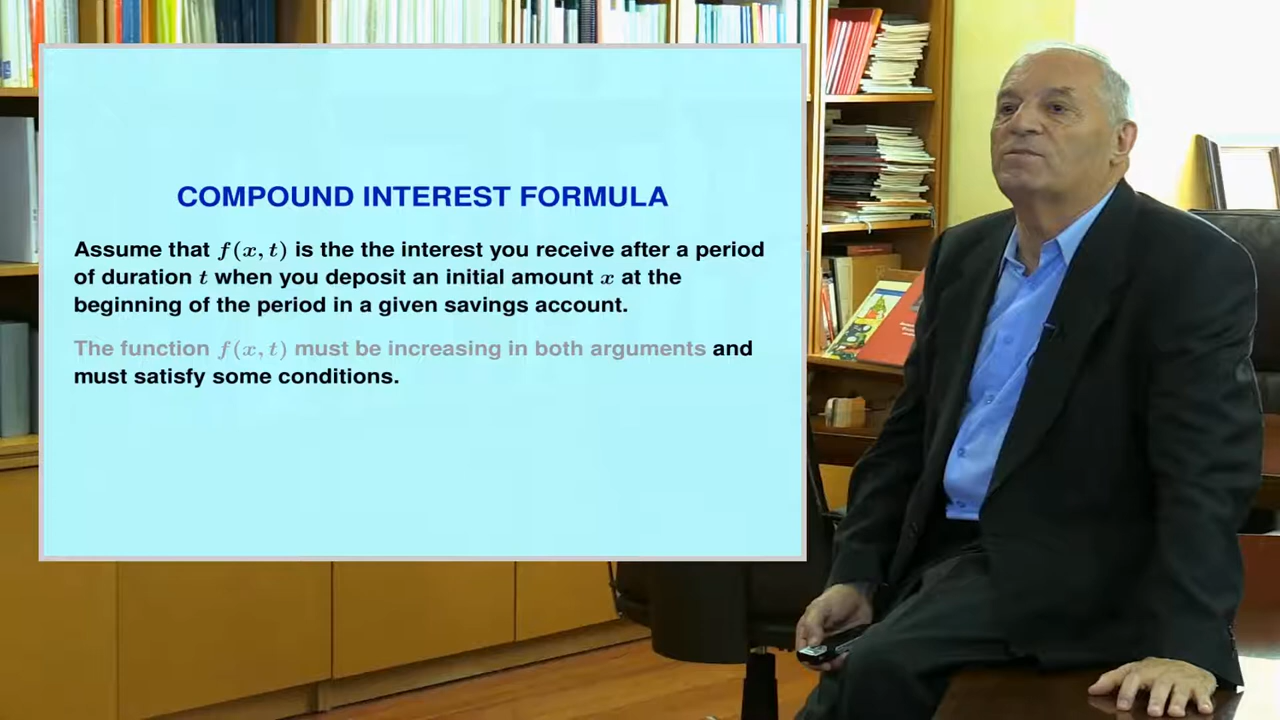 COMPOUND INTEREST FORMULA
Assume that f(x, t) is the the interest you receive after a period
of duration t when you deposit an initial amount x at the
beginning of the period in a given savings account.
The function f(x, t) must be increasing in both arguments and
must satisfy some conditions.